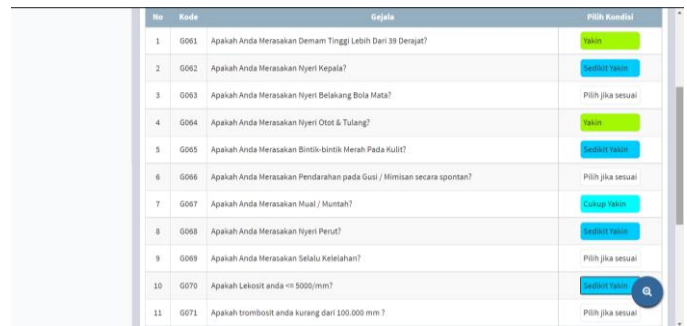 No Kode Gejala Pilih Kondisi
1 G061 Apakah Anda Merasakan Demam Tinggi Lebih Dari 39 Derajat? Yakin
2 G062 Apakah Anda Merasakan Nyeri Kepala? Sedikit Yakin
3 G063 Apakah Anda Merasakan Nyeri Belakang Bola Mata? Pilih jika sesuai
4 G064 Apakah Anda Merasakan Nyeri Otot & Tulang? Yakin
5 G065 Apakah Anda Merasakan Bintik-bintik Merah Pada Kulit? Sedikit Yakin
6 G066 Apakah Anda Merasakan Pendarahan pada Gusi / Mimisan secara spontan? Pilih jika sesuai
7 G067 Apakah Anda Merasakan Mual / Muntah? Cukup Yakin
8 G068 Apakah Anda Merasakan Nyeri Perut? Sedikit Yakin
9 G069 Apakah Anda Merasakan Selalu Kelelahan? Pilih jika sesuai
10 G070 Apakah Lekosit anda <= 5000/mm? Sedikit Yakin
11 G071 Apakah trombosit anda kurang dari 100.000 mm ? Pilih jika sesuai